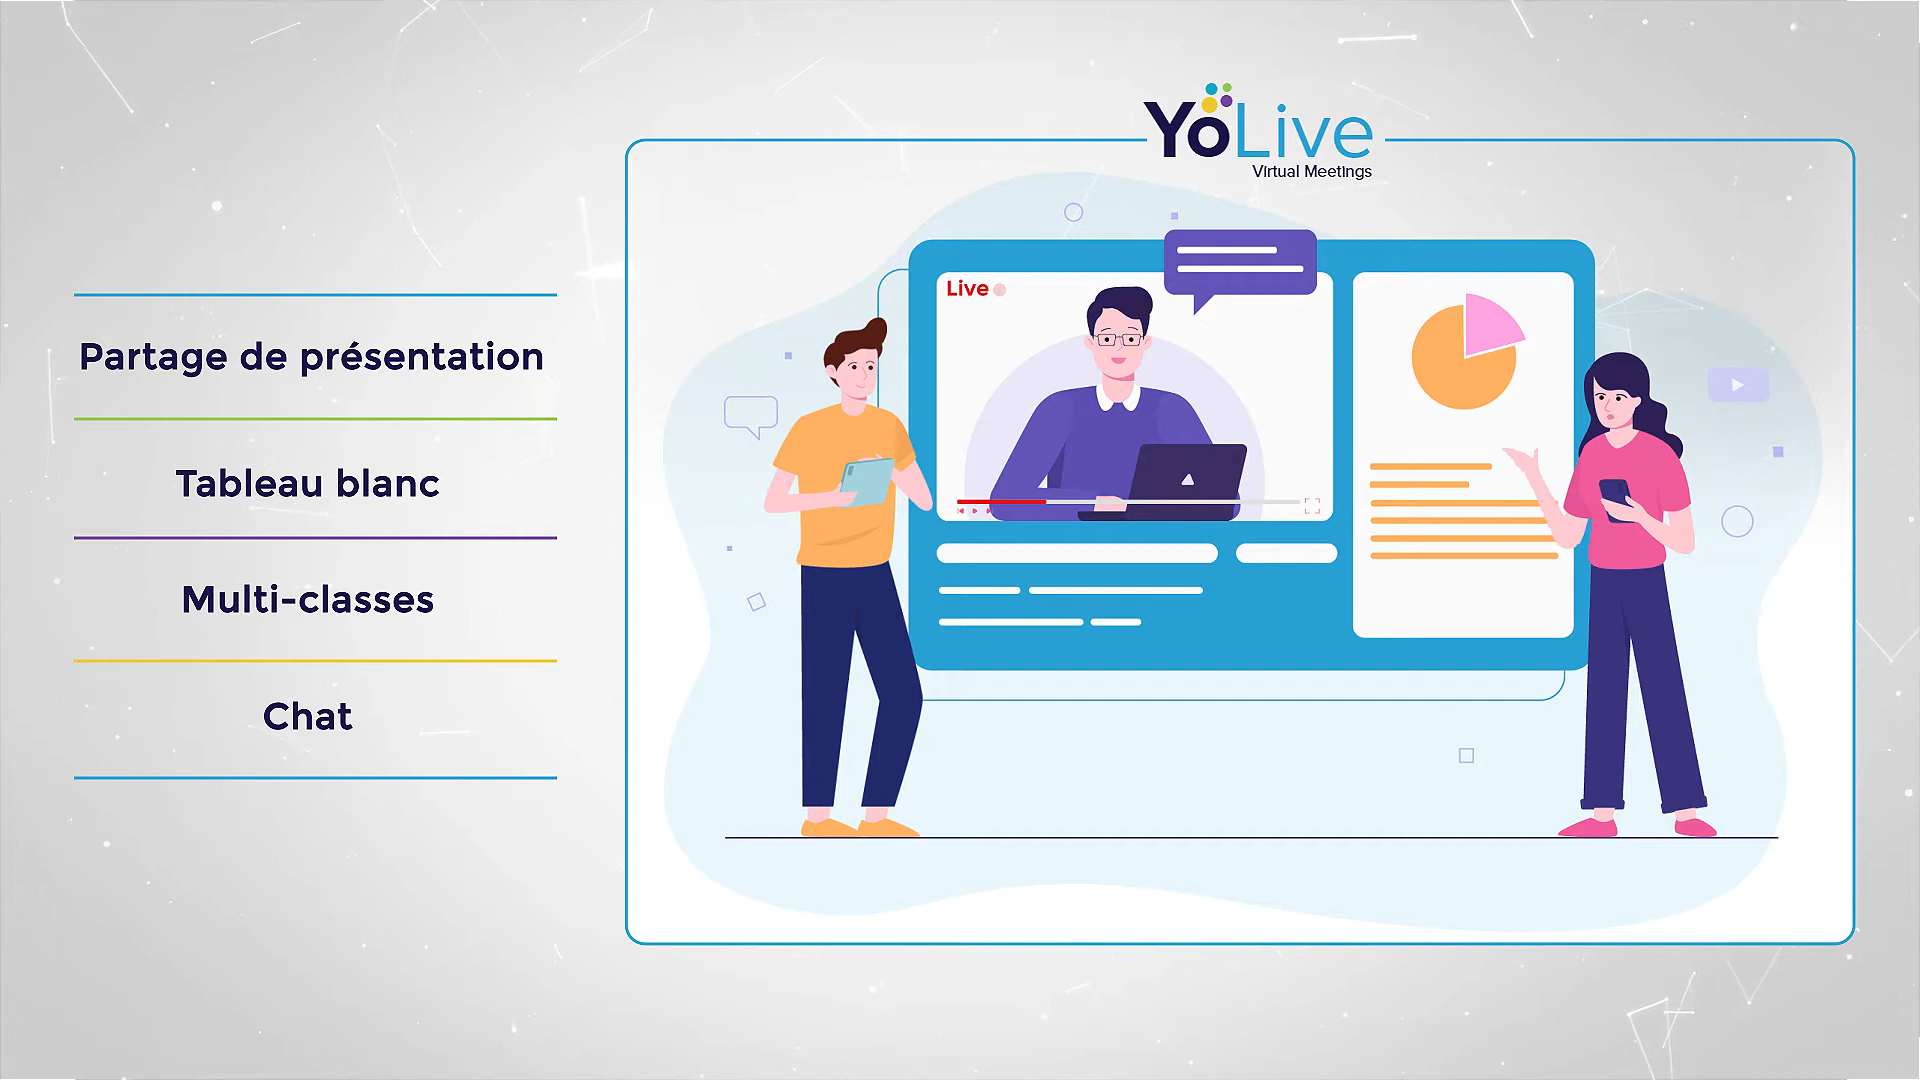 YoLive
Virtual Meetings
Partage de présentation
Tableau blanc
Multi-classes
Chat
Live